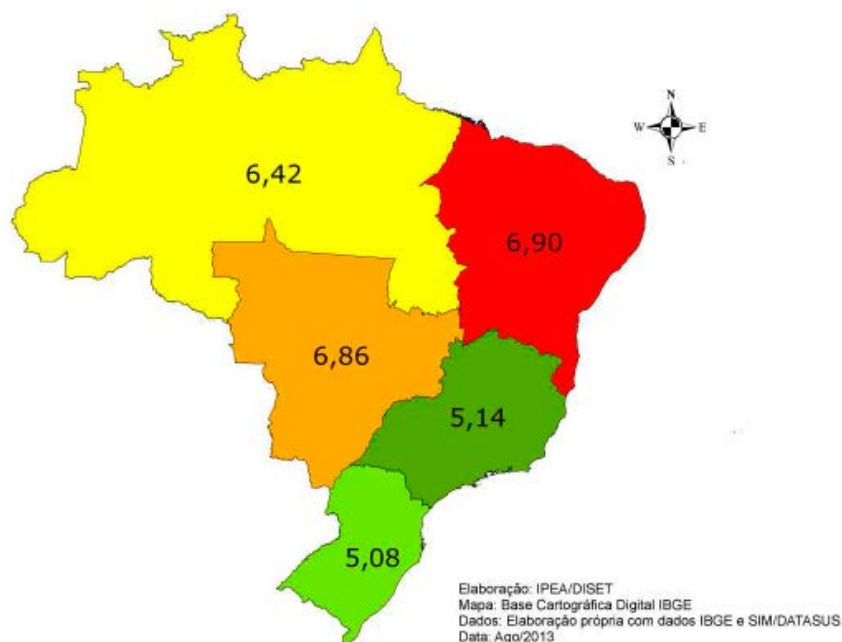 N
W E
S
6,42
6,90
6,86
5,14
5,08
Elaboração: IPEA/DISET
Mapa: Base Cartográfica Digital IBGE
Dados: Elaboração própria com dados IBGE e SIM/DATASUS
Data: Ago/2013